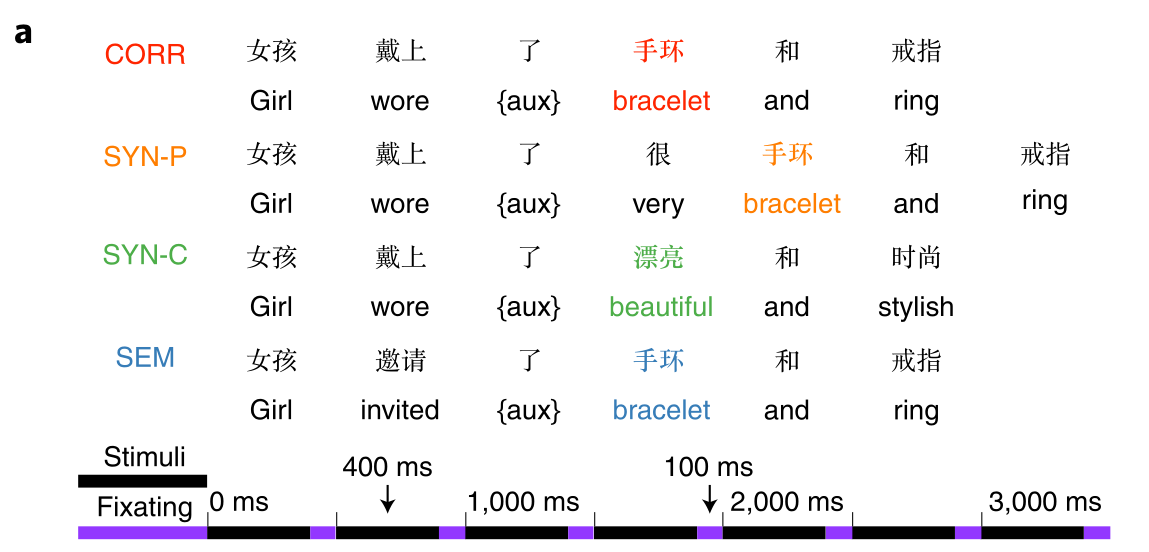 a
CORR 女孩 戴上 了 手环 和 戒指
Girl wore {aux} bracelet and ring
SYN-P 女孩 戴上 了 很 手环 和 戒指
Girl wore {aux} very bracelet and ring
SYN-C 女孩 戴上 了 漂亮 和 时尚
Girl wore {aux} beautiful and stylish
SEM 女孩 邀请 了 手环 和 戒指
Girl invited {aux} bracelet and ring
Stimuli 400 ms 100 ms
Fixating 0 ms 1,000 ms 2,000 ms 3,000 ms